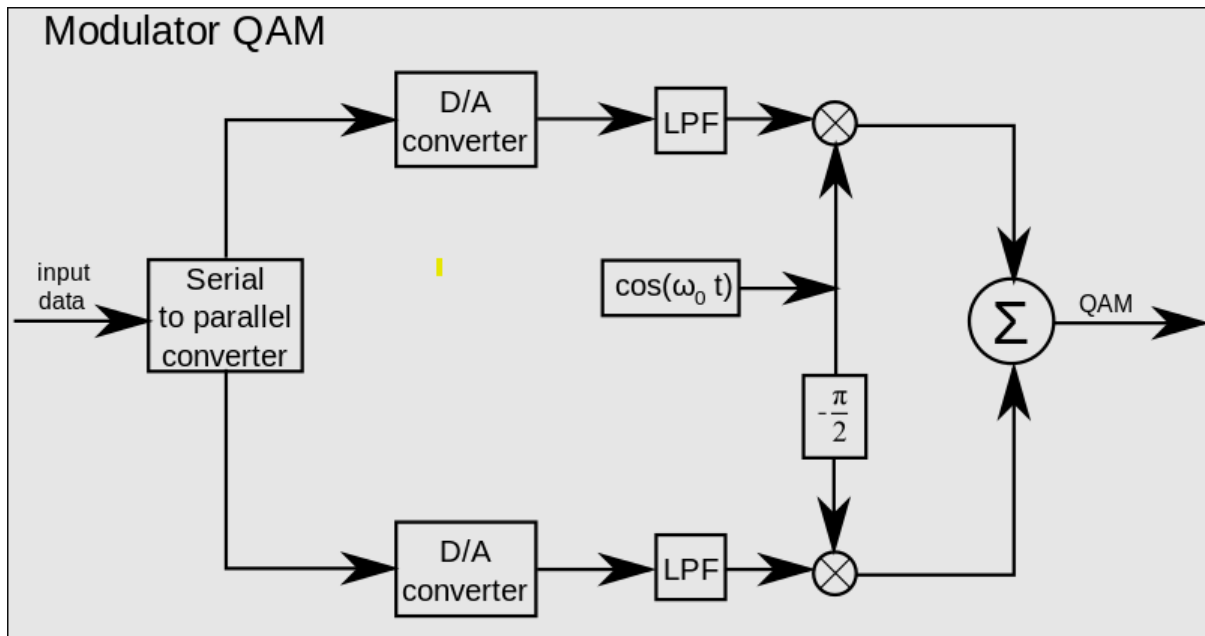 Modulator QAM
D/A
converter
LPF
input
data
Serial
to parallel
converter
cos(ω₀ t)
Σ
QAM
-π/2
D/A
converter
LPF